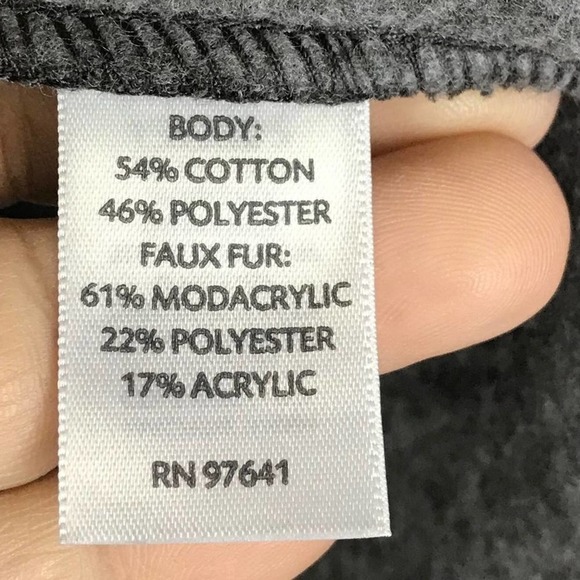 BODY:
54% COTTON
46% POLYESTER
FAUX FUR:
61% MODACRYLIC
22% POLYESTER
17% ACRYLIC
RN 97641